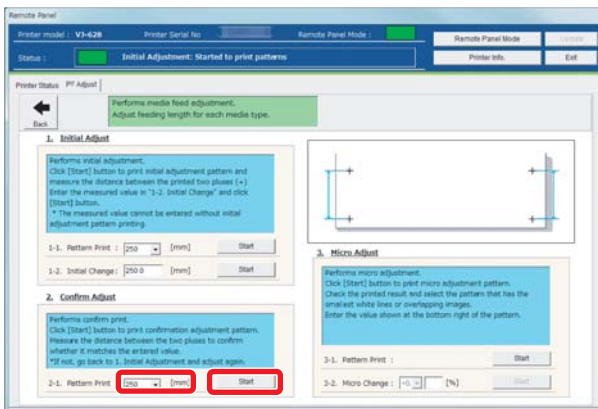 Remote Panel
Printer model : VJ-628 Printer Serial No Remote Panel Mode : Remote Panel Mode Update
Status : Initial Adjustment: Started to print patterns Printer Info. Exit
Printer Status PF Adjust
Back
Performs media feed adjustment.
Adjust feeding length for each media type.
1. Initial Adjust
Performs initial adjustment.
Click [Start] button to print initial adjustment pattern and
measure the distance between the printed two pluses (+)
Enter the measured value in "1-2. Initial Change" and click
[Start] button.
* The measured value cannot be entered without initial
adjustment pattern printing.
1-1. Pattern Print : 250 [mm] Start
1-2. Initial Change : 250.0 [mm] Start
2. Confirm Adjust
Performs confirm print.
Click [Start] button to print confirmation adjustment pattern.
Measure the distance between the two pluses to confirm
whether it matches the entered value.
*If not, go back to 1. Initial Adjustment and adjust again.
2-1. Pattern Print 250 [mm] Start
3. Micro Adjust
Performs micro adjustment.
Click [Start] button to print micro adjustment pattern.
Check the printed result and select the pattern that has the
smallest white lines or overlapping images.
Enter the value shown at the bottom right of the pattern.
3-1. Pattern Print : Start
3-2. Micro Change : +0. [%] Start